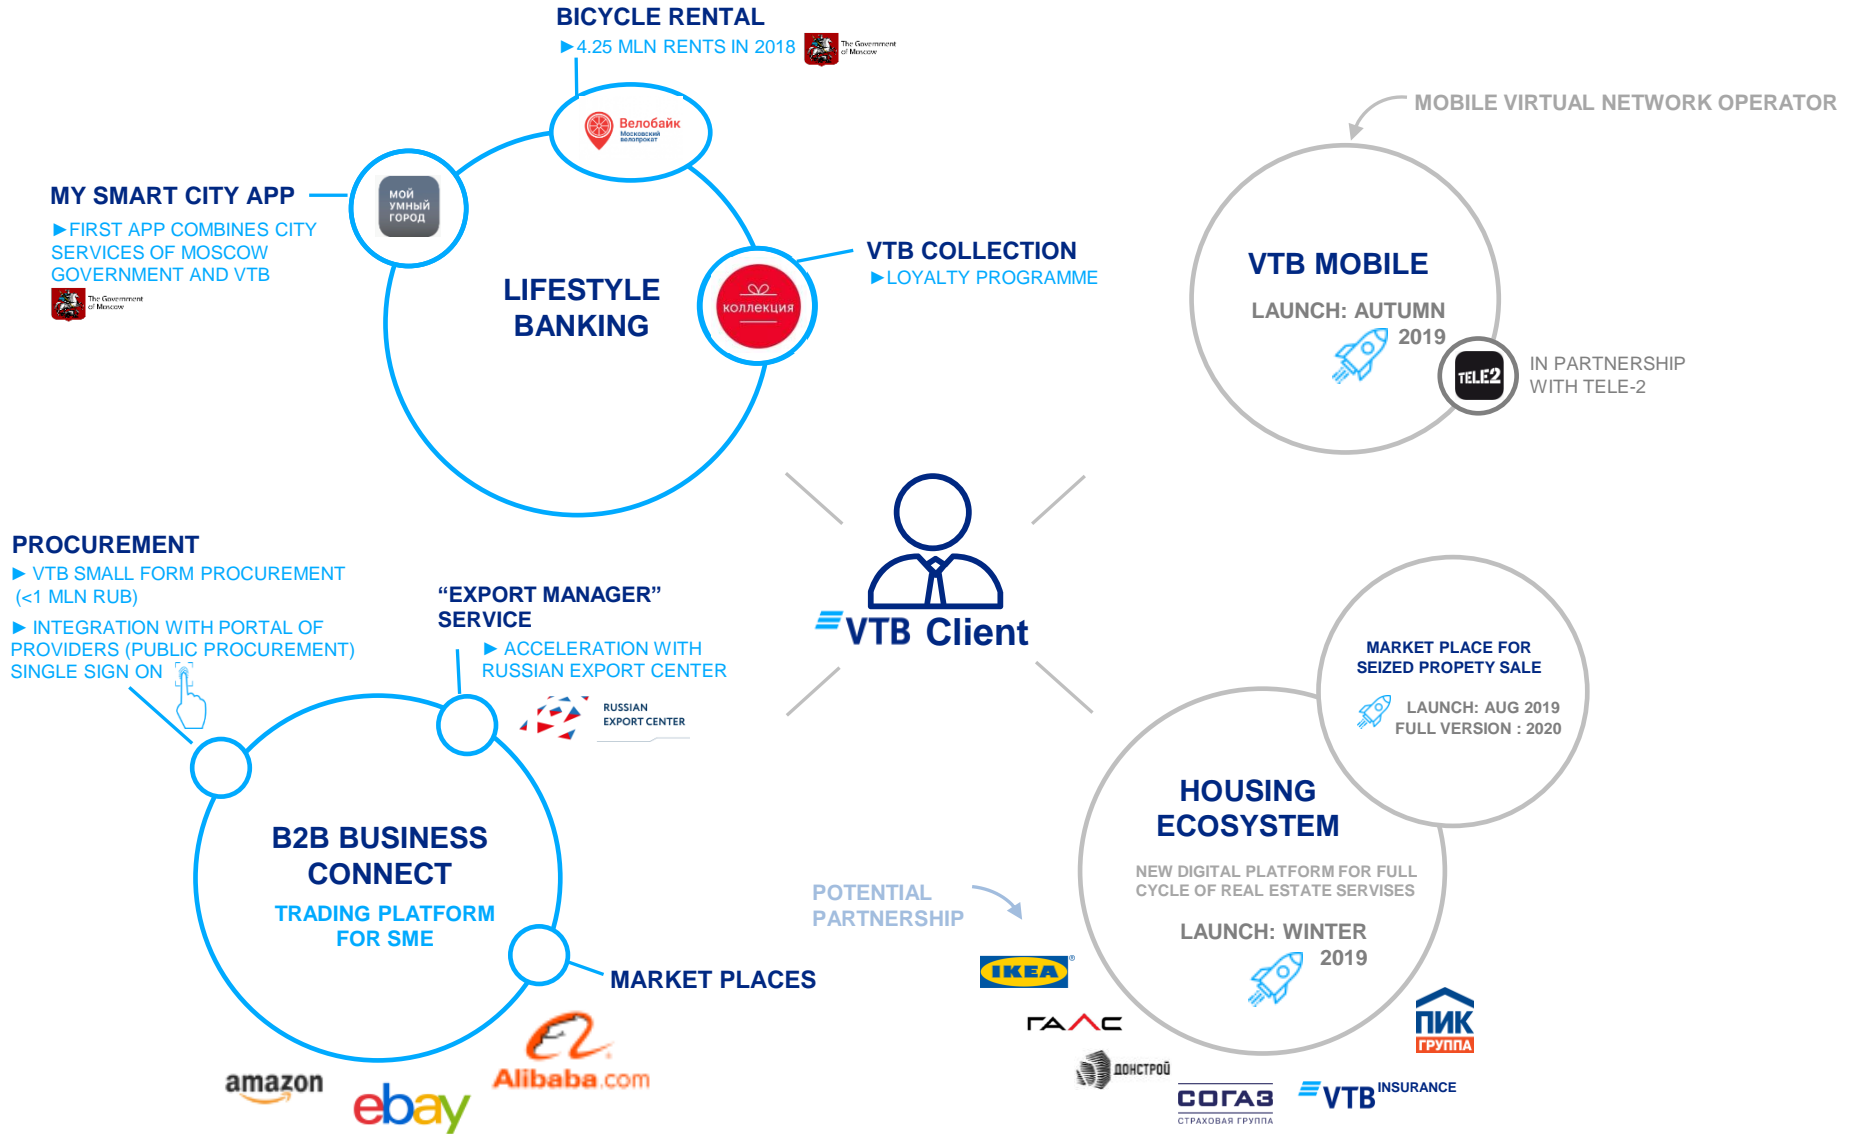 BICYCLE RENTAL
►4.25 MLN RENTS IN 2018
The Government
of Moscow
Велобайк
Московский
велопрокат
MY SMART CITY APP
►FIRST APP COMBINES CITY
SERVICES OF MOSCOW
GOVERNMENT AND VTB
The Government
of Moscow
МОЙ
УМНЫЙ
ГОРОД
LIFESTYLE
BANKING
КОЛЛЕКЦИЯ
VTB COLLECTION
►LOYALTY PROGRAMME
MOBILE VIRTUAL NETWORK OPERATOR
VTB MOBILE
LAUNCH: AUTUMN
2019
TELE2
IN PARTNERSHIP
WITH TELE-2
VTB Client
PROCUREMENT
► VTB SMALL FORM PROCUREMENT
(<1 MLN RUB)
► INTEGRATION WITH PORTAL OF
PROVIDERS (PUBLIC PROCUREMENT)
SINGLE SIGN ON
“EXPORT MANAGER”
SERVICE
► ACCELERATION WITH
RUSSIAN EXPORT CENTER
RUSSIAN
EXPORT CENTER
B2B BUSINESS
CONNECT
TRADING PLATFORM
FOR SME
MARKET PLACES
amazon
ebay
Alibaba.com
MARKET PLACE FOR
SEIZED PROPETY SALE
LAUNCH: AUG 2019
FULL VERSION : 2020
HOUSING
ECOSYSTEM
NEW DIGITAL PLATFORM FOR FULL
CYCLE OF REAL ESTATE SERVISES
LAUNCH: WINTER
2019
POTENTIAL
PARTNERSHIP
IKEA®
ГАЛС
ДОНСТРОЙ
СОГАЗ
СТРАХОВАЯ ГРУППА
VTB INSURANCE
ПИК
ГРУППА